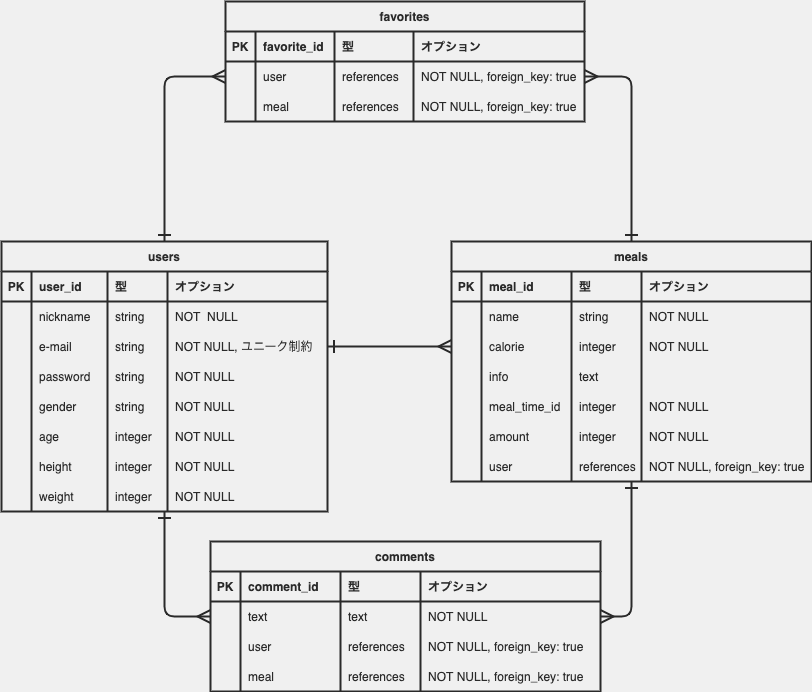 favorites
PK favorite_id 型 オプション
user references NOT NULL, foreign_key: true
meal references NOT NULL, foreign_key: true
users
PK user_id 型 オプション
nickname string NOT NULL
e-mail string NOT NULL, ユニーク制約
password string NOT NULL
gender string NOT NULL
age integer NOT NULL
height integer NOT NULL
weight integer NOT NULL
meals
PK meal_id 型 オプション
name string NOT NULL
calorie integer NOT NULL
info text
meal_time_id integer NOT NULL
amount integer NOT NULL
user references NOT NULL, foreign_key: true
comments
PK comment_id 型 オプション
text text NOT NULL
user references NOT NULL, foreign_key: true
meal references NOT NULL, foreign_key: true